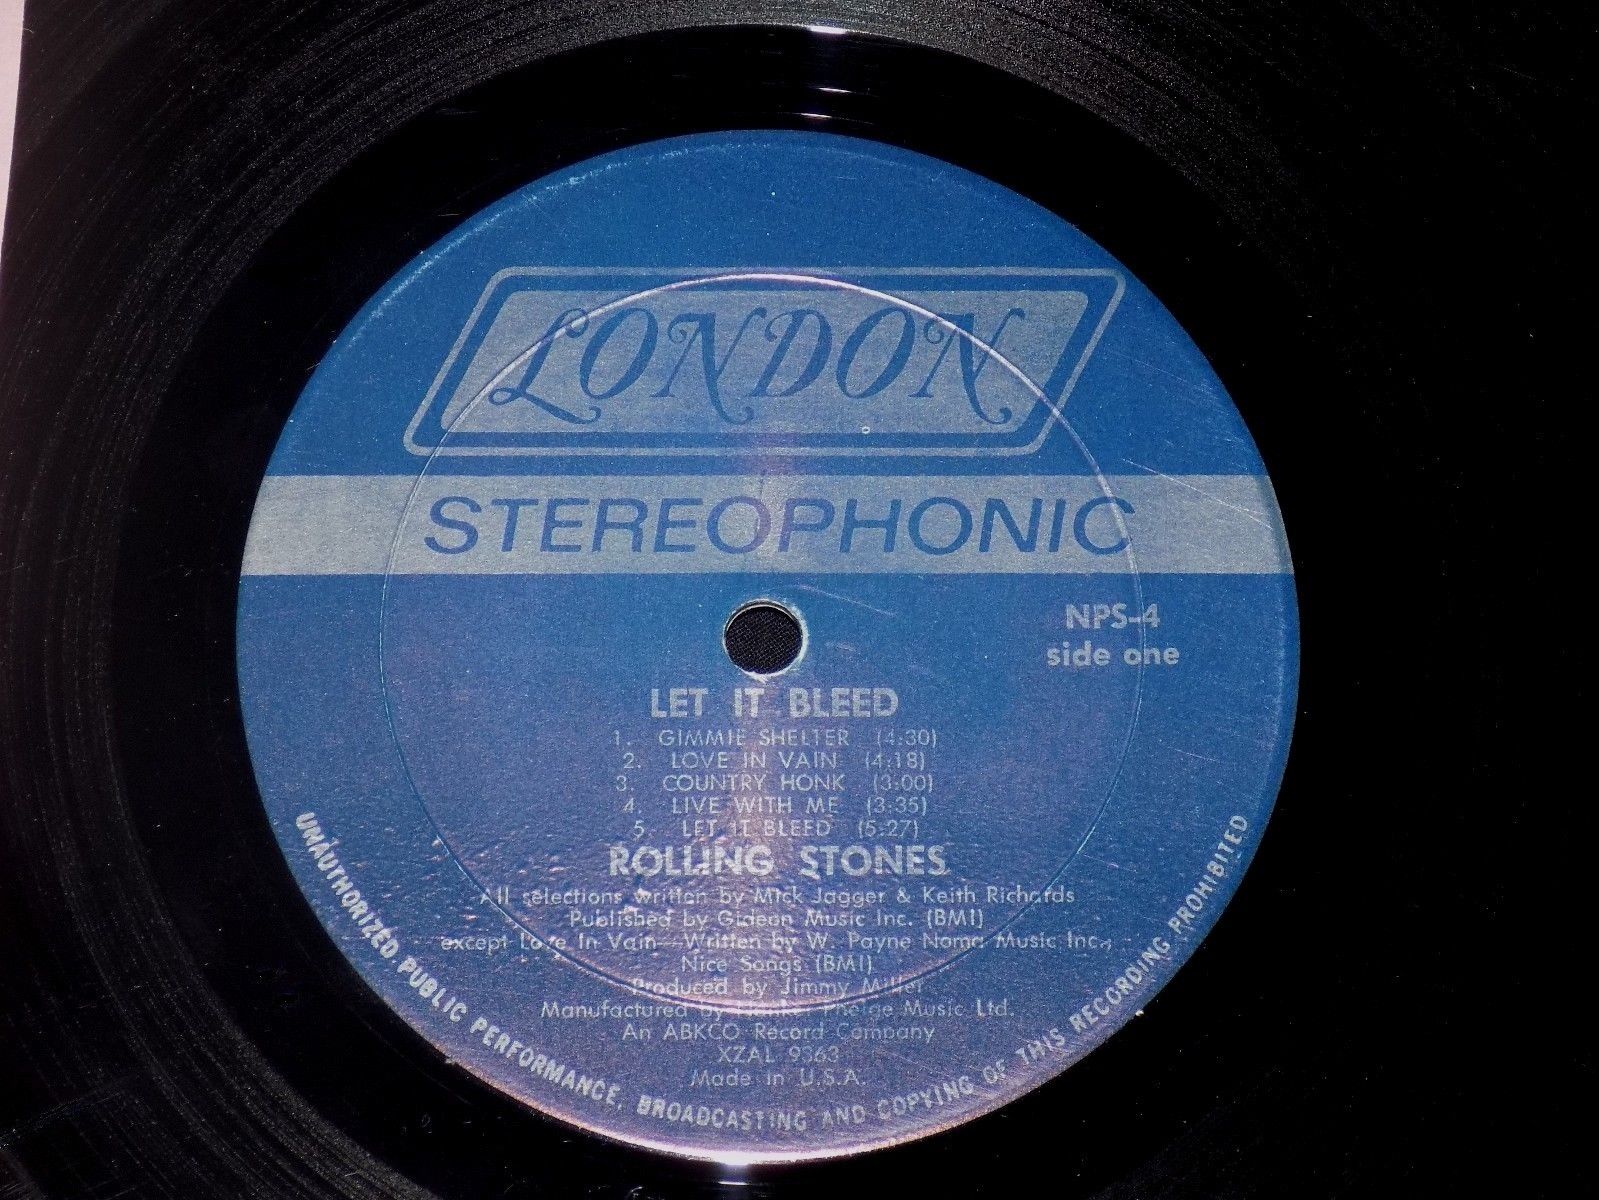 LONDON
STEREOPHONIC
NPS-4
side one
LET IT BLEED
1. GIMMIE SHELTER (4:30)
2. LOVE IN VAIN (4:18)
3. COUNTRY HONK (3:00)
4. LIVE WITH ME (3:35)
5. LET IT BLEED (5:27)
ROLLING STONES
All selections written by Mick Jagger & Keith Richards
Published by Gideon Music Inc. (BMI)
except Love In Vain—Written by W. Payne Noma Music Inc.,
Nice Songs (BMI)
Produced by Jimmy Miller
Manufactured by Phelge Music Ltd.
An ABKCO Record Company
XZAL 9363
Made in U.S.A.
UNAUTHORIZED PUBLIC PERFORMANCE, BROADCASTING AND COPYING OF THIS RECORDING PROHIBITED